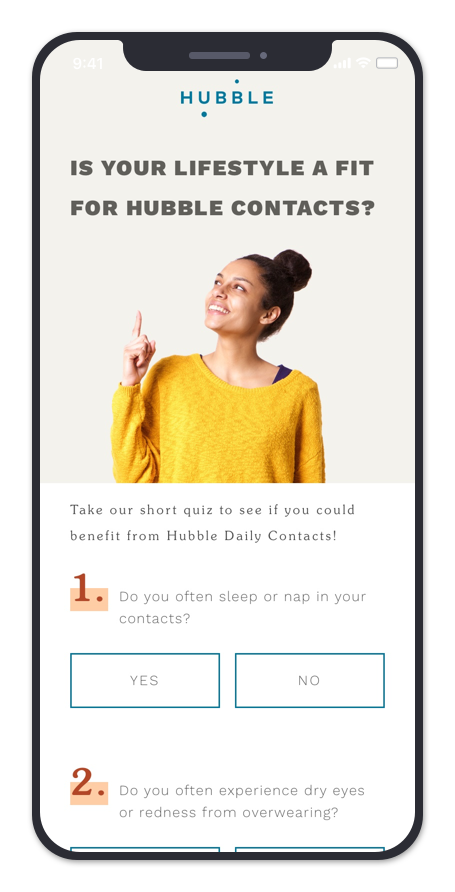 9:41
HUBBLE
IS YOUR LIFESTYLE A FIT
FOR HUBBLE CONTACTS?
Take our short quiz to see if you could
benefit from Hubble Daily Contacts!
1. Do you often sleep or nap in your
contacts?
YES NO
2. Do you often experience dry eyes
or redness from overwearing?